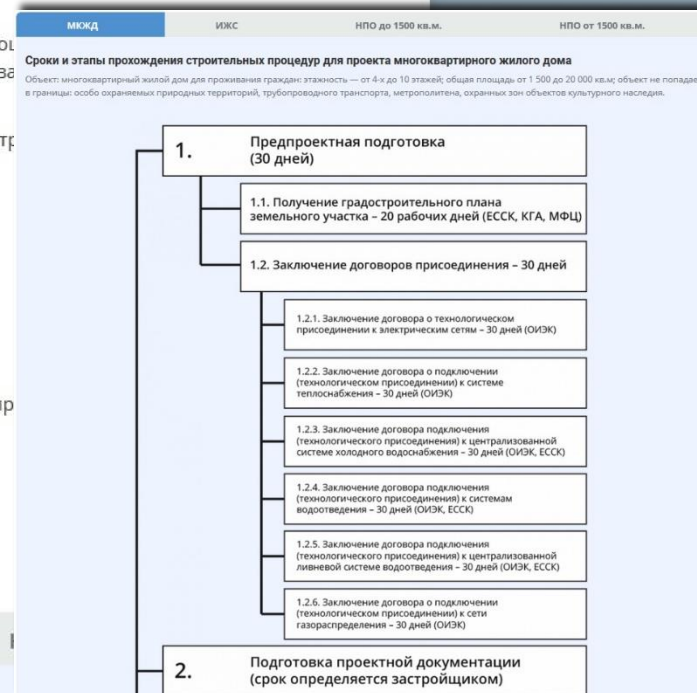 МКЖД
ИЖС
НПО до 1500 кв.м.
НПО от 1500 кв.м.
Сроки и этапы прохождения строительных процедур для проекта многоквартирного жилого дома
Объект: многоквартирный жилой дом для проживания граждан: этажность — от 4-х до 10 этажей; общая площадь от 1 500 до 20 000 кв.м; объект не попадае
в границы: особо охраняемых природных территорий, трубопроводного транспорта, метрополитена, охранных зон объектов культурного наследия.
1.
Предпроектная подготовка
(30 дней)
1.1. Получение градостроительного плана
земельного участка – 20 рабочих дней (ЕССК, КГА, МФЦ)
1.2. Заключение договоров присоединения – 30 дней
1.2.1. Заключение договора о технологическом
присоединении к электрическим сетям – 30 дней (ОИЭК)
1.2.2. Заключение договора о подключении
(технологическом присоединении) к системе
теплоснабжения – 30 дней (ОИЭК)
1.2.3. Заключение договора подключения
(технологического присоединения) к централизованной
системе холодного водоснабжения – 30 дней (ОИЭК, ЕССК)
1.2.4. Заключение договора подключения
(технологического присоединения) к системам
водоотведения – 30 дней (ОИЭК, ЕССК)
1.2.5. Заключение договора подключения
(технологического присоединения) к централизованной
ливневой системе водоотведения – 30 дней (ОИЭК, ЕССК)
1.2.6. Заключение договора о подключении
(технологическом присоединении) к сети
газораспределения – 30 дней (ОИЭК)
2.
Подготовка проектной документации
(срок определяется застройщиком)